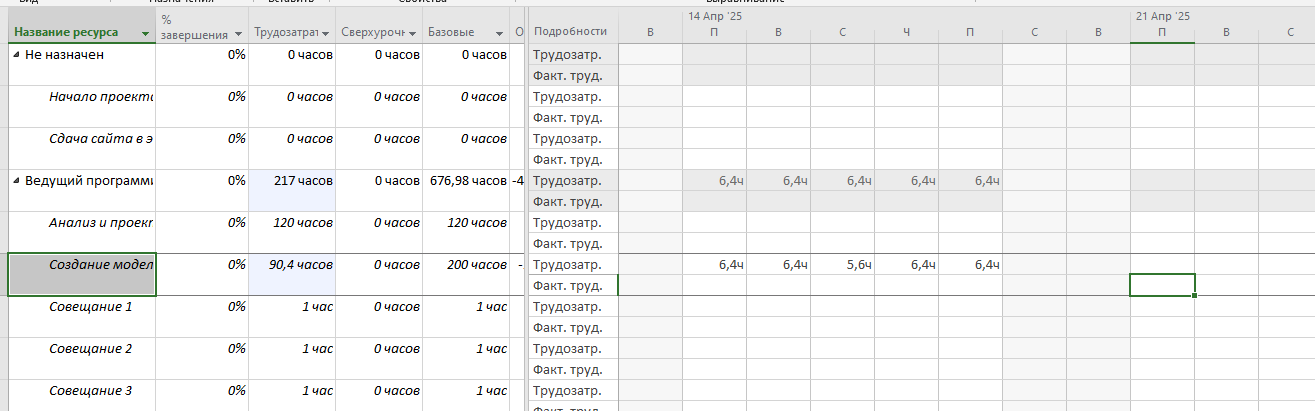 14 Апр '25 21 Апр '25
Название ресурса % завершения Трудозатрат Сверхурочн Базовые О Подробности В П В С Ч П С В П В С
Не назначен 0% 0 часов 0 часов 0 часов Трудозатр.
Факт. труд.
Начало проекта 0% 0 часов 0 часов 0 часов Трудозатр.
Факт. труд.
Сдача сайта в э 0% 0 часов 0 часов 0 часов Трудозатр.
Факт. труд.
Ведущий программи 0% 217 часов 0 часов 676,98 часов -4 Трудозатр. 6,4ч 6,4ч 6,4ч 6,4ч 6,4ч
Факт. труд.
Анализ и проект 0% 120 часов 0 часов 120 часов Трудозатр.
Факт. труд.
Создание модел 0% 90,4 часов 0 часов 200 часов - Трудозатр. 6,4ч 6,4ч 5,6ч 6,4ч 6,4ч
Факт. труд.
Совещание 1 0% 1 час 0 часов 1 час Трудозатр.
Факт. труд.
Совещание 2 0% 1 час 0 часов 1 час Трудозатр.
Факт. труд.
Совещание 3 0% 1 час 0 часов 1 час Трудозатр.
Факт. труд.